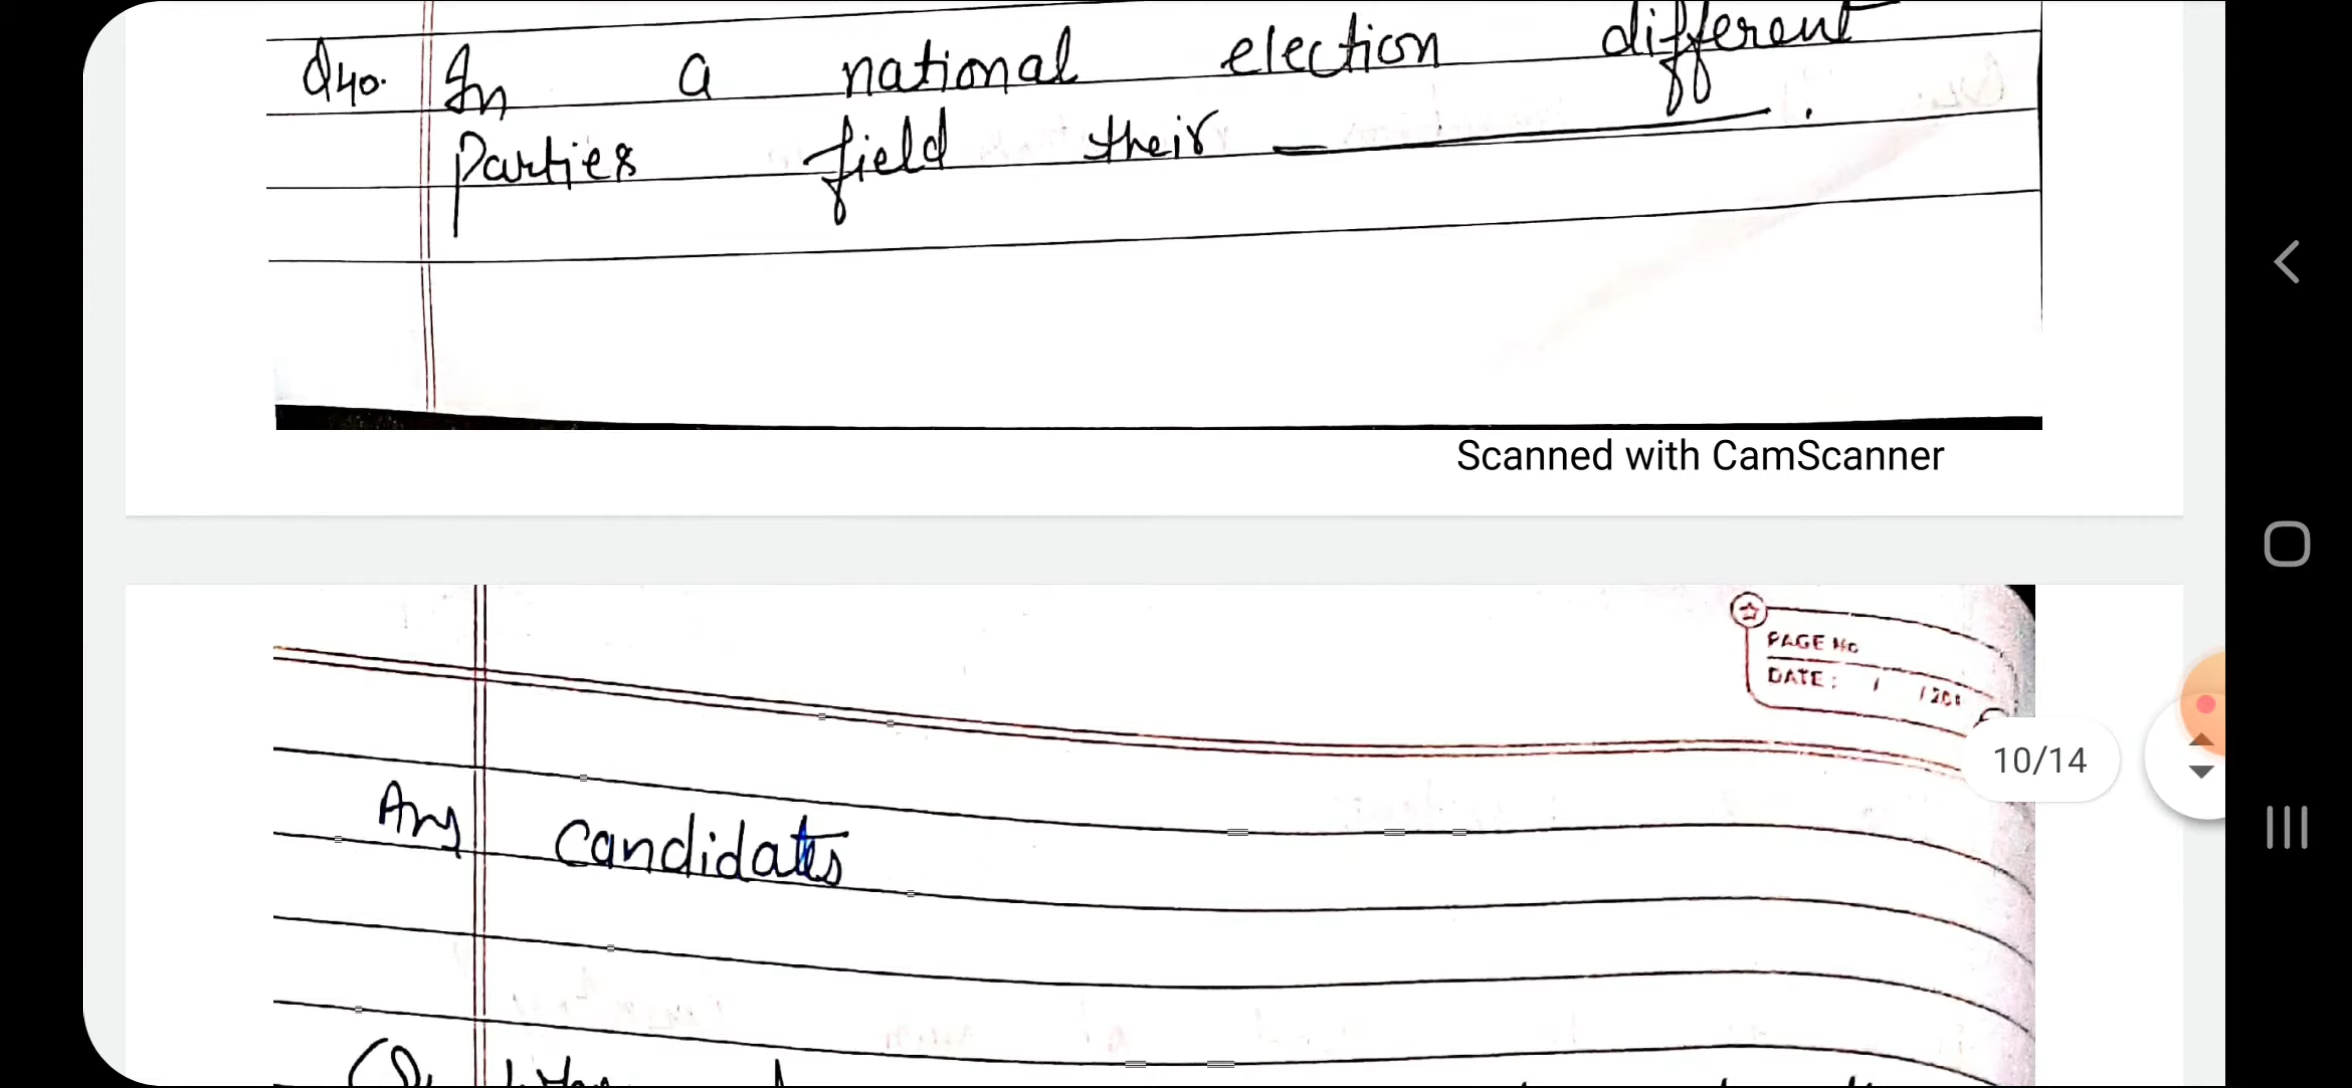 Q40. In a national election different
Parties field their ________.
Scanned with CamScanner
PAGE No
DATE: / /20
10/14
Ans Candidates